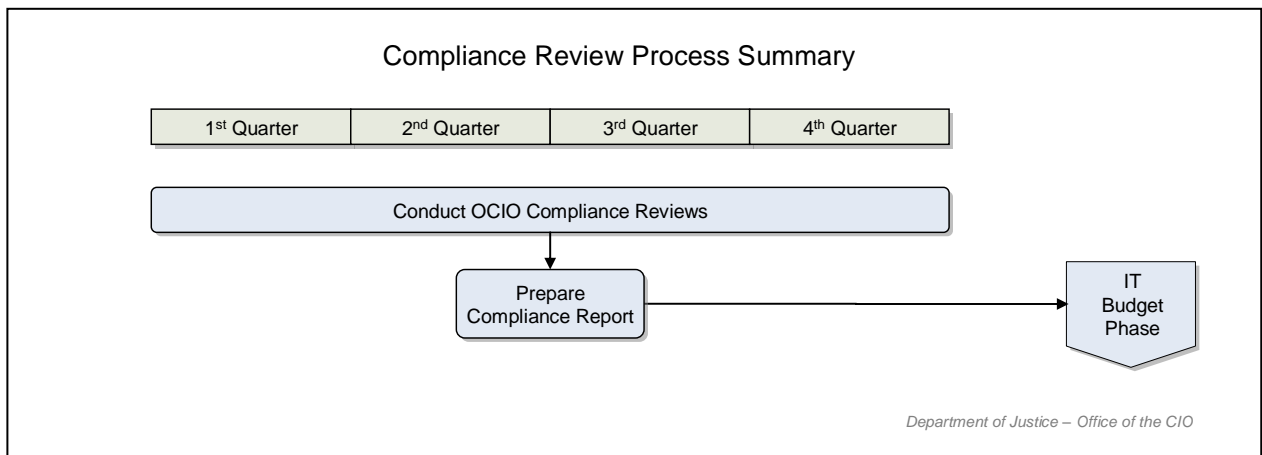 Compliance Review Process Summary
1st Quarter 2nd Quarter 3rd Quarter 4th Quarter
Conduct OCIO Compliance Reviews
Prepare
Compliance Report
IT
Budget
Phase
Department of Justice – Office of the CIO